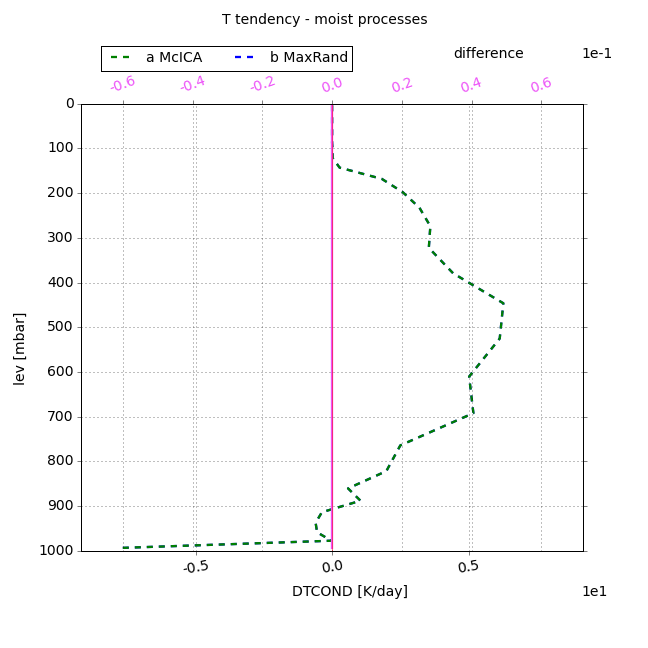 T tendency - moist processes
a McICA b MaxRand difference 1e-1
-0.6 -0.4 -0.2 0.0 0.2 0.4 0.6
0
100
200
300
400
500
600
700
800
900
1000
lev [mbar]
-0.5 0.0 0.5
DTCOND [K/day] 1e1